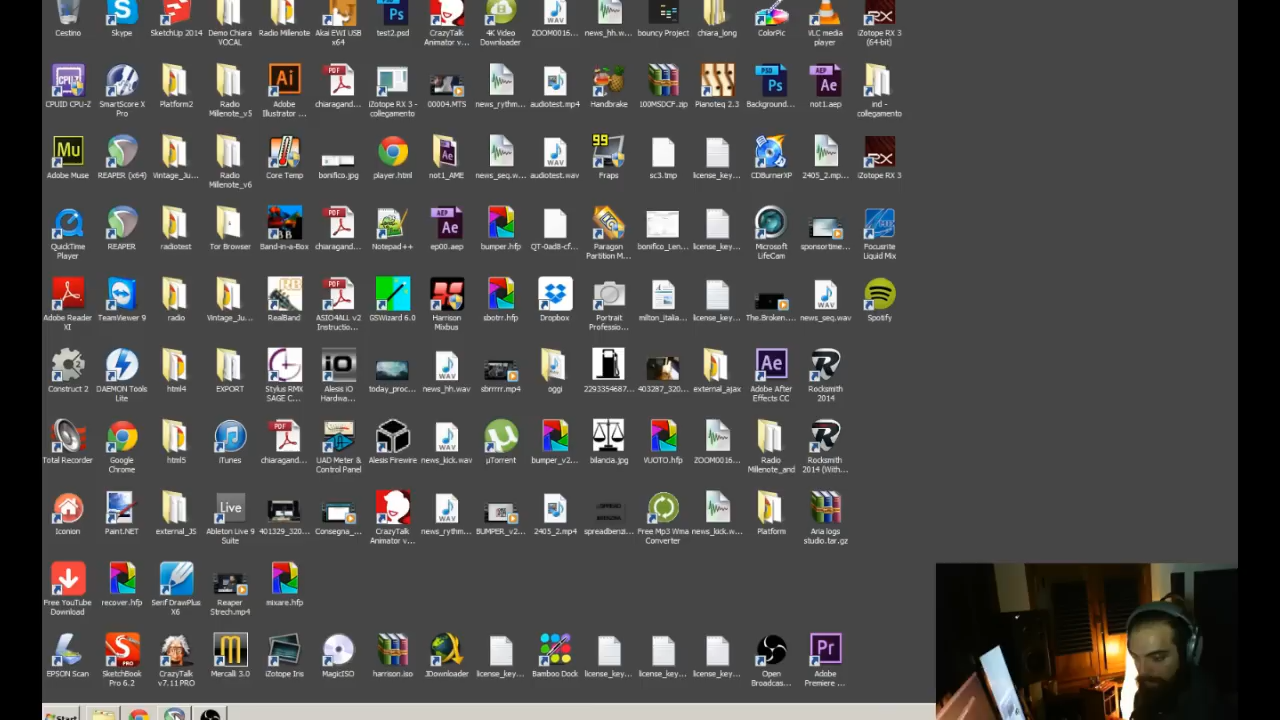 Cestino
Skype
SketchUp 2014
Demo Chiara VOCAL
Radio Millenote
Akai EWI USB x64
test2.psd
CrazyTalk Animator v...
4K Video Downloader
ZOOM0016...
news_hh.w...
bouncy Project
chiara_long
ColorPic
VLC media player
iZotope RX 3 (64-bit)
CPUID CPU-Z
SmartScore X Pro
Platform2
Radio Millenote_v5
Adobe Illustrator ...
chiaragand...
iZotope RX 3 - collegamento
00004.MTS
news_rythm...
audiotest.mp4
Handbrake
100MSDCF.zip
Pianoteq 2.3
Background...
not1.aep
ind - collegamento
Adobe Muse
REAPER (x64)
Vintage_Ju...
Radio Millenote_v6
Core Temp
bonifico.jpg
player.html
not1_AME
news_seq.w...
audiotest.wav
Fraps
sc3.tmp
license_key...
CDBurnerXP
2405_2.mp...
iZotope RX 3
QuickTime Player
REAPER
radiotest
Tor Browser
Band-in-a-Box
chiaragand...
Notepad++
ep00.aep
bumper.hfp
QT-0ad8-cf...
Paragon Partition M...
bonifico_Len...
license_key...
Microsoft LifeCam
sponsortime...
Focusrite Liquid Mix
Adobe Reader XI
TeamViewer 9
radio
Vintage_Ju...
RealBand
ASIO4ALL v2 Instructio...
GSWizard 6.0
Harrison Mixbus
sbotrr.hfp
Dropbox
Portrait Professio...
milton_Italia...
license_key...
The.Broken....
news_seq.wav
Spotify
Construct 2
DAEMON Tools Lite
html4
EXPORT
Stylus RMX SAGE C...
Alesis iO Hardwa...
today_proc...
news_hh.wav
sbrrrrr.mp4
oggi
2293354687...
403287_320...
external_ajax
Adobe After Effects CC
Rocksmith 2014
Total Recorder
Google Chrome
html5
iTunes
chiaragand...
UAD Meter & Control Panel
Alesis Firewire
news_kick.wav
µTorrent
bumper_v2...
bilancia.jpg
VUOTO.hfp
ZOOM0016...
Radio Millenote_and
Rocksmith 2014 (With...
Iconion
Paint.NET
external_JS
Ableton Live 9 Suite
401329_320...
Consegna_...
CrazyTalk Animator v...
news_rythm...
BUMPER_v2...
2405_2.mp4
spreadbenzi...
Free Mp3 Wma Converter
news_kick.w...
Platform
Aria logs studio.tar.gz
Free YouTube Download
recover.hfp
Serif DrawPlus X6
Reaper Strech.mp4
mixare.hfp
EPSON Scan
SketchBook Pro 6.2
CrazyTalk v7.11 PRO
Mercalli 3.0
iZotope Iris
MagicISO
harrison.iso
JDownloader
license_key...
Bamboo Dock
license_key...
license_key...
license_key...
Open Broadcas...
Adobe Premiere ...
Start